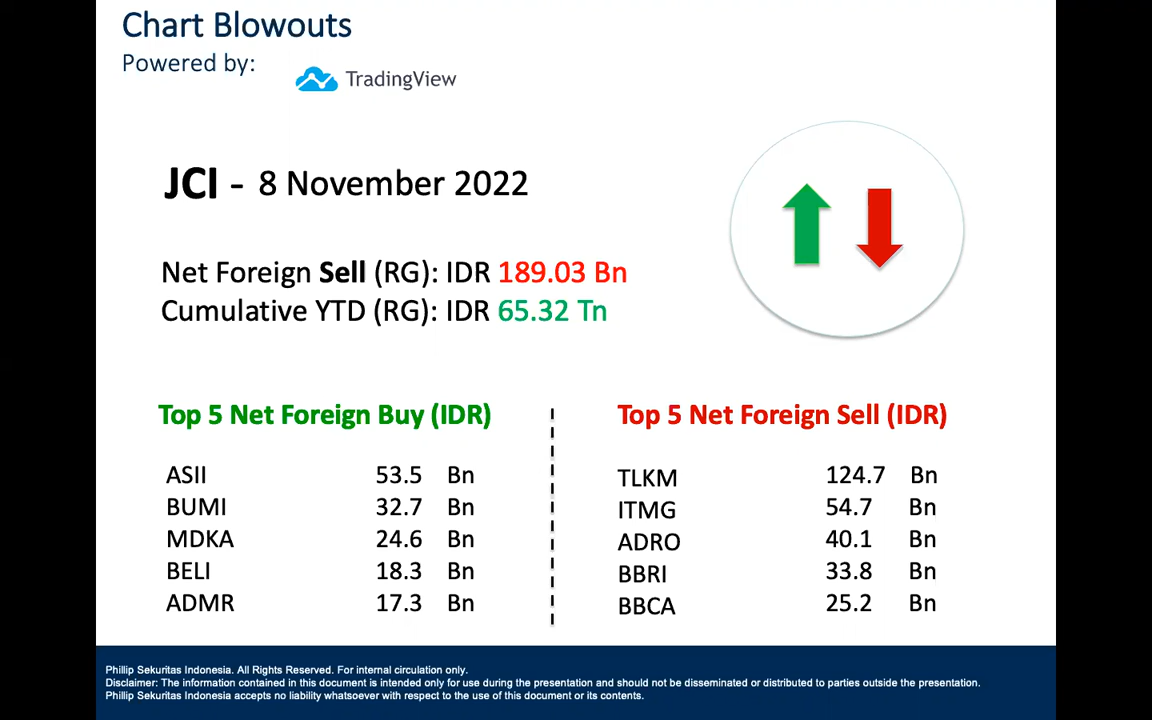 Chart Blowouts
Powered by:
TradingView
JCI - 8 November 2022
Net Foreign Sell (RG): IDR 189.03 Bn
Cumulative YTD (RG): IDR 65.32 Tn
Top 5 Net Foreign Buy (IDR)
ASII 53.5 Bn
BUMI 32.7 Bn
MDKA 24.6 Bn
BELI 18.3 Bn
ADMR 17.3 Bn
Top 5 Net Foreign Sell (IDR)
TLKM 124.7 Bn
ITMG 54.7 Bn
ADRO 40.1 Bn
BBRI 33.8 Bn
BBCA 25.2 Bn
Phillip Sekuritas Indonesia. All Rights Reserved. For internal circulation only.
Disclaimer: The information contained in this document is intended only for use during the presentation and should not be disseminated or distributed to parties outside the presentation.
Phillip Sekuritas Indonesia accepts no liability whatsoever with respect to the use of this document or its contents.